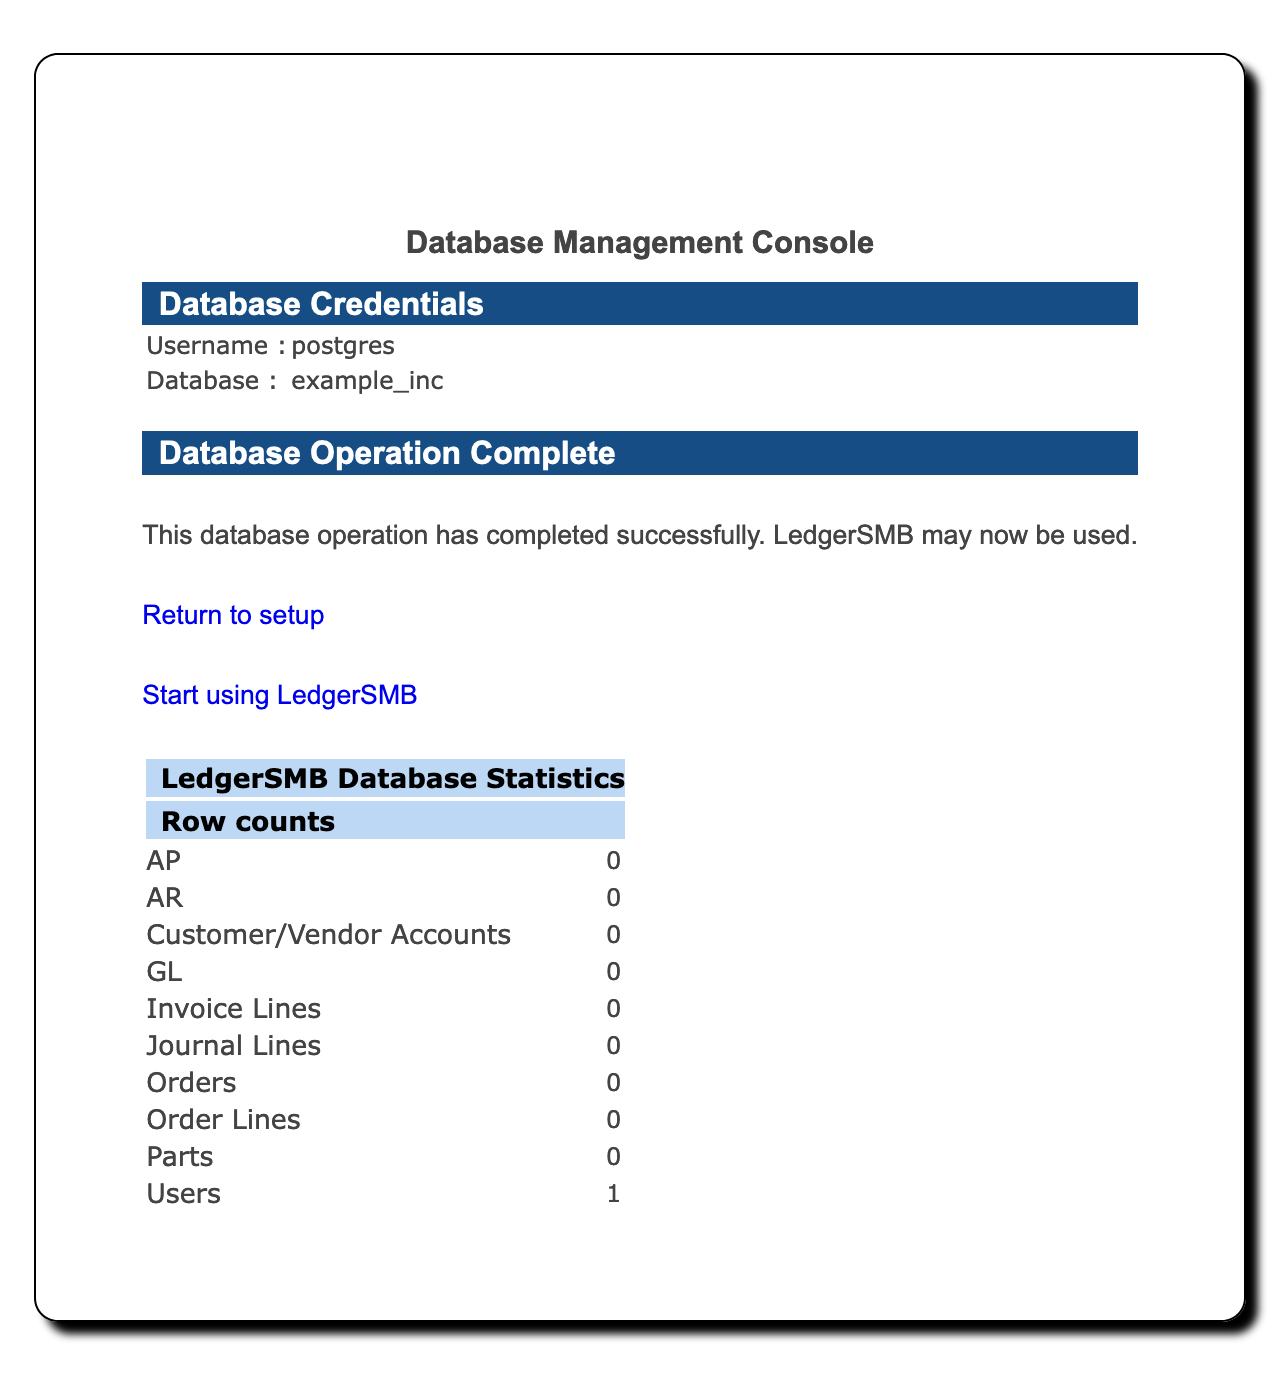 Database Management Console
Database Credentials
Username : postgres
Database : example_inc
Database Operation Complete
This database operation has completed successfully. LedgerSMB may now be used.
Return to setup
Start using LedgerSMB
LedgerSMB Database Statistics
Row counts
AP 0
AR 0
Customer/Vendor Accounts 0
GL 0
Invoice Lines 0
Journal Lines 0
Orders 0
Order Lines 0
Parts 0
Users 1